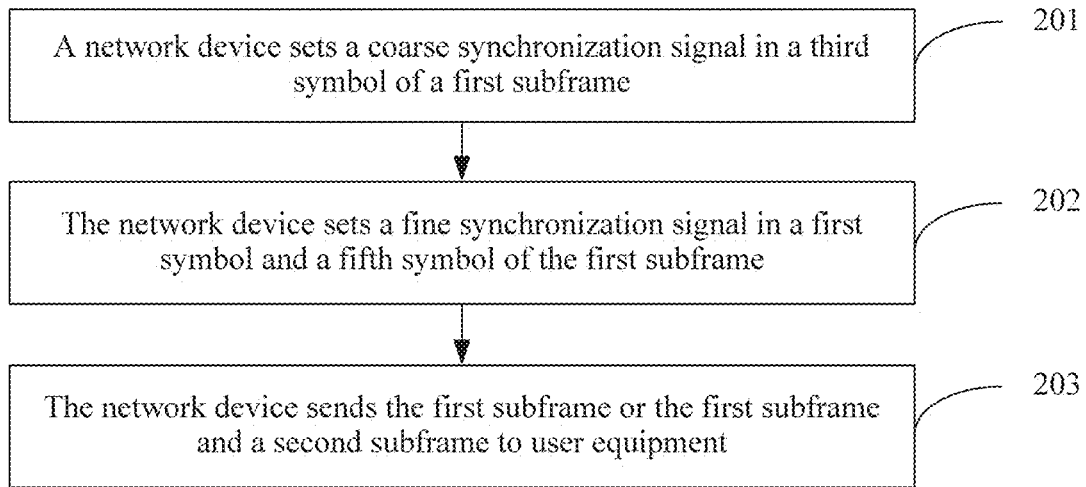 A network device sets a coarse synchronization signal in a third
symbol of a first subframe
201
The network device sets a fine synchronization signal in a first
symbol and a fifth symbol of the first subframe
202
The network device sends the first subframe or the first subframe
and a second subframe to user equipment
203